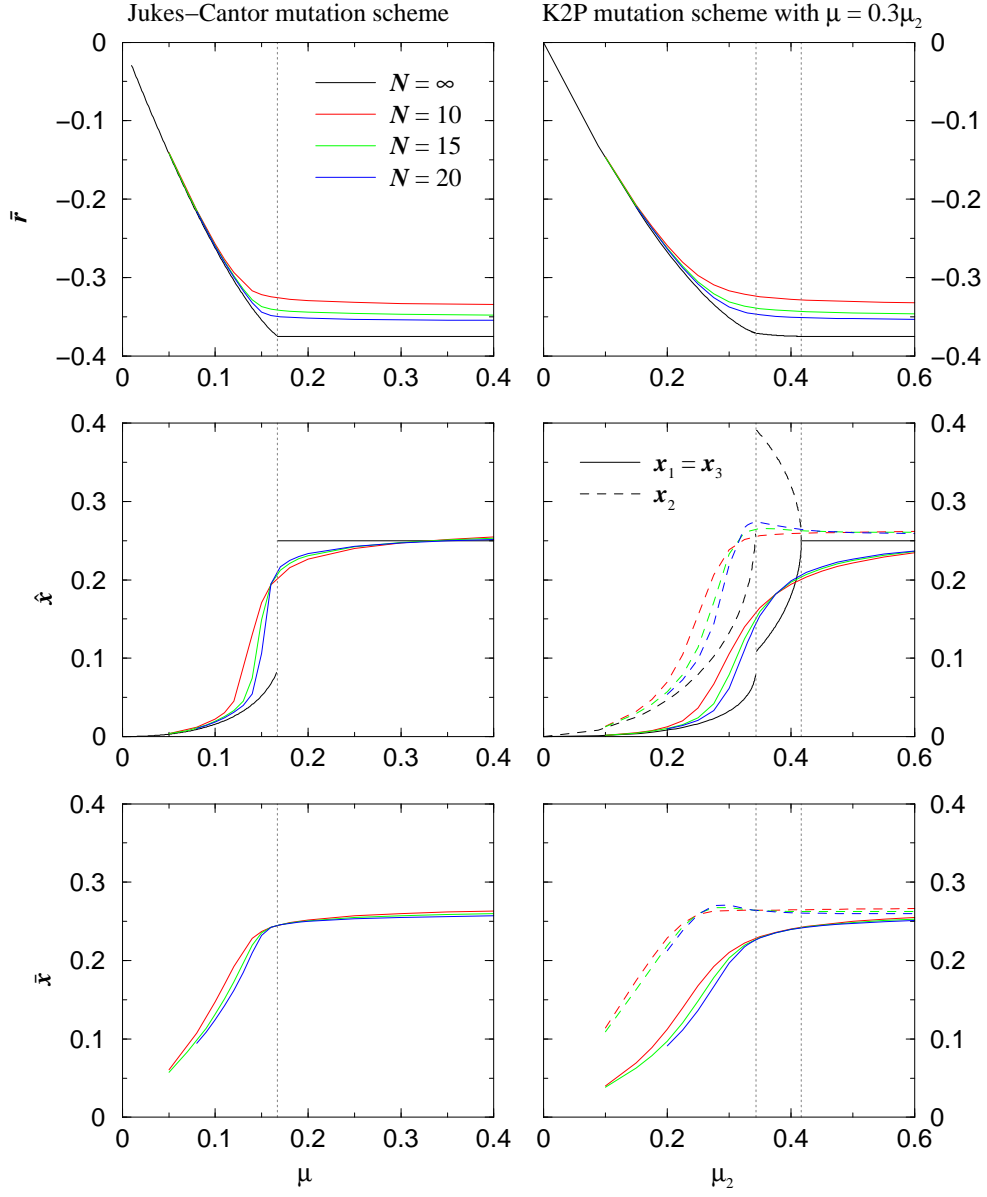 Jukes−Cantor mutation scheme
K2P mutation scheme with μ = 0.3μ₂
0
−0.1
−0.2
−0.3
−0.4
r̄
N = ∞
N = 10
N = 15
N = 20
0 0.1 0.2 0.3 0.4
0
−0.1
−0.2
−0.3
−0.4
0 0.2 0.4 0.6
0.4
0.3
0.2
0.1
0
x̂
0 0.1 0.2 0.3 0.4
x₁ = x₃
x₂
0.4
0.3
0.2
0.1
0
0 0.2 0.4 0.6
0.4
0.3
0.2
0.1
0
x̄
0 0.1 0.2 0.3 0.4
μ
0.4
0.3
0.2
0.1
0
0 0.2 0.4 0.6
μ₂